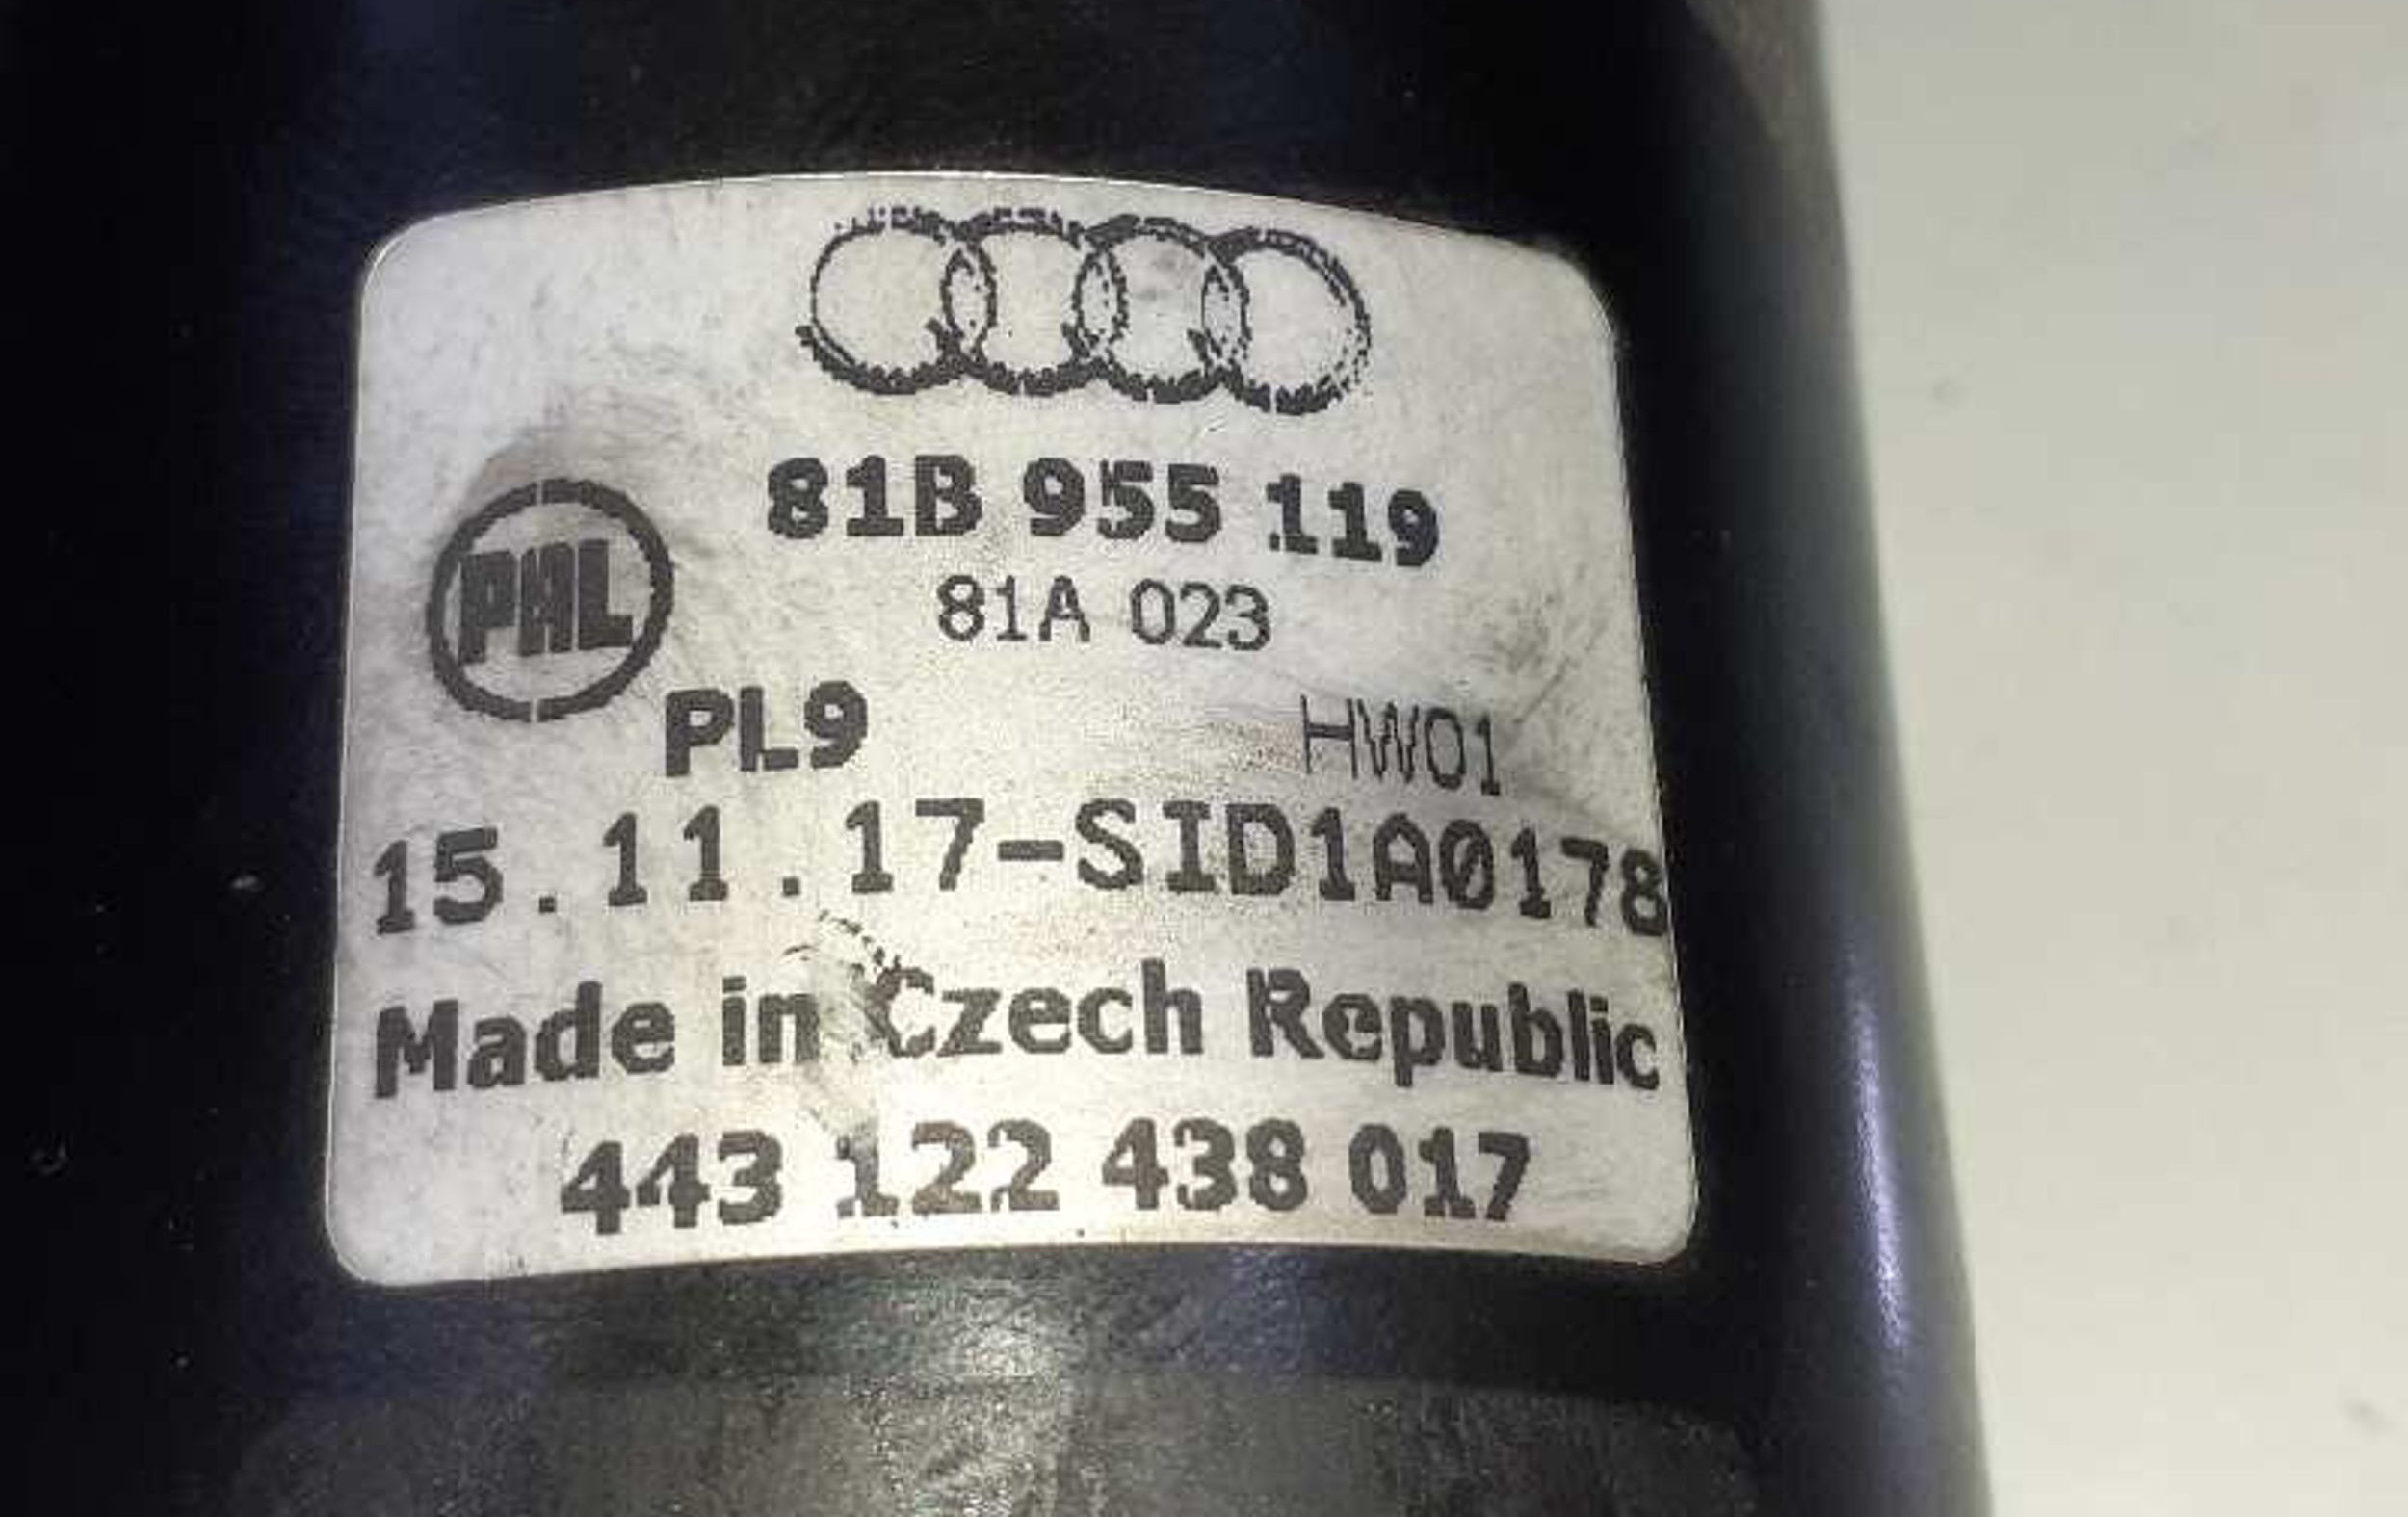 81B 955 119
PAL
81A 023
PL9 HW01
15.11.17-SID1A0178
Made in Czech Republic
443 122 438 017